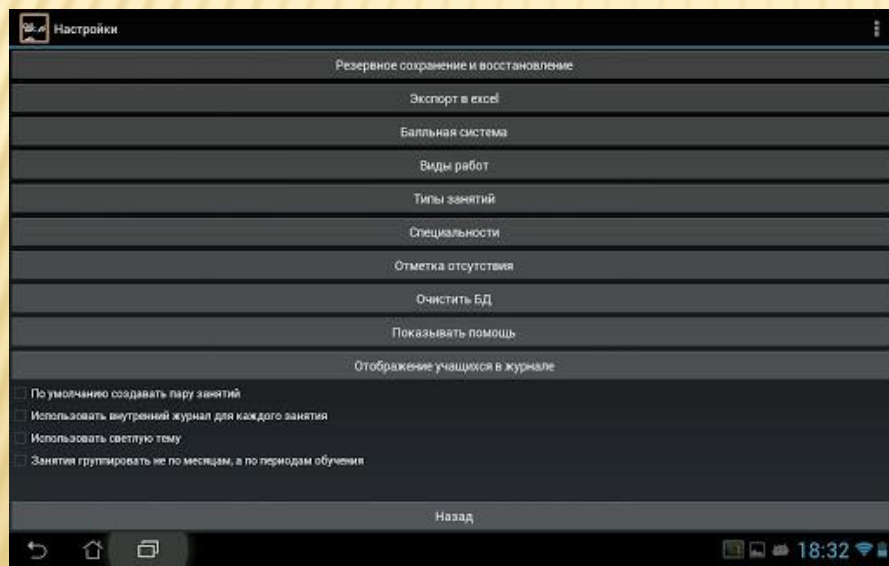 Настройки
Резервное сохранение и восстановление
Экспорт в excel
Балльная система
Виды работ
Типы занятий
Специальности
Отметка отсутствия
Очистить БД
Показывать помощь
Отображение учащихся в журнале
По умолчанию создавать пару занятий
Использовать внутренний журнал для каждого занятия
Использовать светлую тему
Занятия группировать не по месяцам, а по периодам обучения
Назад
18:32